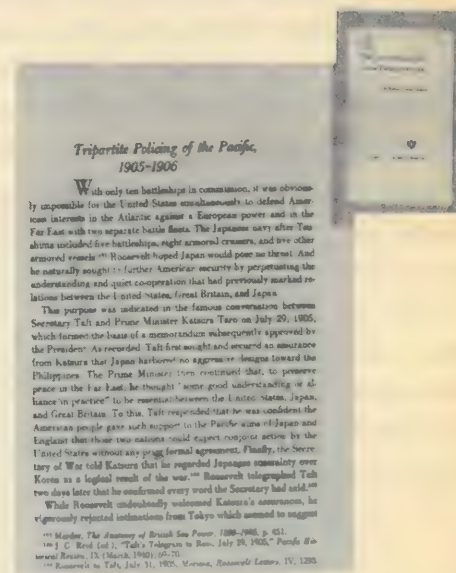 Tripartite Policing of the Pacific,
1905-1906
With only ten battleships in commission, it was obvious-
ly impossible for the United States simultaneously to defend Amer-
ican interests in the Atlantic against a European power and in the
Far East with two separate battle fleets. The Japanese navy after Tsu-
shima included five battleships, eight armored cruisers, and five other
armored vessels Roosevelt hoped Japan would pose no threat. And
he naturally sought to further American security by perpetuating the
understanding and quiet cooperation that had previously marked re-
lations between the United States, Great Britain, and Japan
This purpose was indicated in the famous conversation between
Secretary Taft and Prime Minister Katsura Taro on July 29, 1905,
which formed the basis of a memorandum subsequently approved by
the President. As recorded, Taft first sought and secured an assurance
from Katsura that Japan harbored no aggressive designs toward the
Philippines. The Prime Minister then continued that, to preserve
peace in the Far East, he thought "some good understanding or al-
liance in practice" to be essential between the United States, Japan,
and Great Britain. To this, Taft responded that he was confident the
American people gave such support to the Pacific aims of Japan and
England that those two nations could expect conjoint action by the
United States without any formal agreement. Finally, the Secre-
tary of War told Katsura that he regarded Japanese suzerainty over
Korea as a logical result of the war. Roosevelt telegraphed Taft
two days later that he confirmed every word the Secretary had said.
While Roosevelt undoubtedly welcomed Katsura's assurances, he
vigorously rejected intimations from Tokyo which seemed to suggest
Marder, The Anatomy of British Sea Power, p. 451.
J. C. Reid (ed.), "Taft's Telegram to Root, July 29, 1905," Pacific His-
torical Review, IX (March, 1940), 69-70.
Roosevelt to Taft, July 31, 1905, Morison, Roosevelt Letters, IV, 1293.